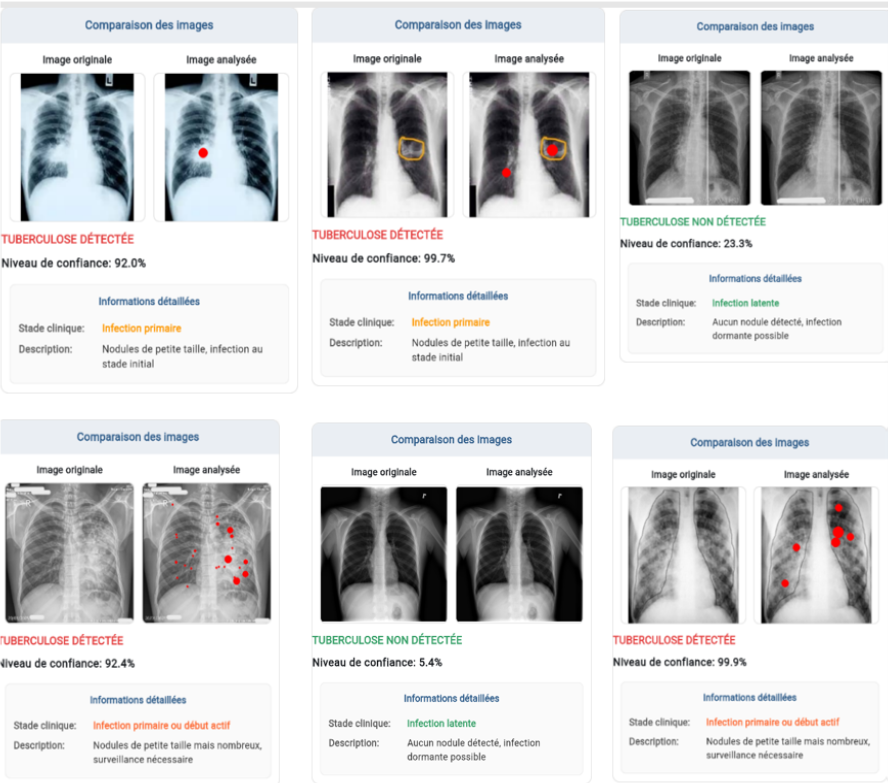 Comparaison des images
Image originale Image analysée
L L
TUBERCULOSE DÉTECTÉE
Niveau de confiance: 92.0%
Informations détaillées
Stade clinique: Infection primaire
Description: Nodules de petite taille, infection au
stade initial
Comparaison des images
Image originale Image analysée
TUBERCULOSE DÉTECTÉE
Niveau de confiance: 99.7%
Informations détaillées
Stade clinique: Infection primaire
Description: Nodules de petite taille, infection au
stade initial
Comparaison des images
Image originale Image analysée
TUBERCULOSE NON DÉTECTÉE
Niveau de confiance: 23.3%
Informations détaillées
Stade clinique: Infection latente
Description: Aucun nodule détecté, infection
dormante possible
Comparaison des images
Image originale Image analysée
TUBERCULOSE DÉTECTÉE
Niveau de confiance: 92.4%
Informations détaillées
Stade clinique: Infection primaire ou début actif
Description: Nodules de petite taille mais nombreux,
surveillance nécessaire
Comparaison des images
Image originale Image analysée
r r
TUBERCULOSE NON DÉTECTÉE
Niveau de confiance: 5.4%
Informations détaillées
Stade clinique: Infection latente
Description: Aucun nodule détecté, infection
dormante possible
Comparaison des images
Image originale Image analysée
TUBERCULOSE DÉTECTÉE
Niveau de confiance: 99.9%
Informations détaillées
Stade clinique: Infection primaire ou début actif
Description: Nodules de petite taille mais nombreux,
surveillance nécessaire